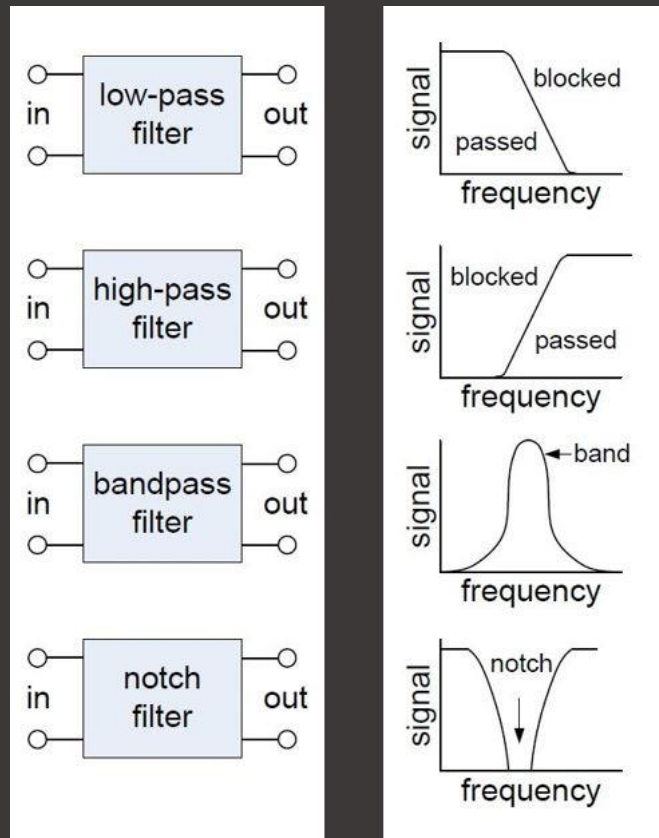 low-pass
filter
in
out
signal
blocked
passed
frequency
high-pass
filter
in
out
signal
blocked
passed
frequency
bandpass
filter
in
out
signal
band
frequency
notch
filter
in
out
signal
notch
frequency